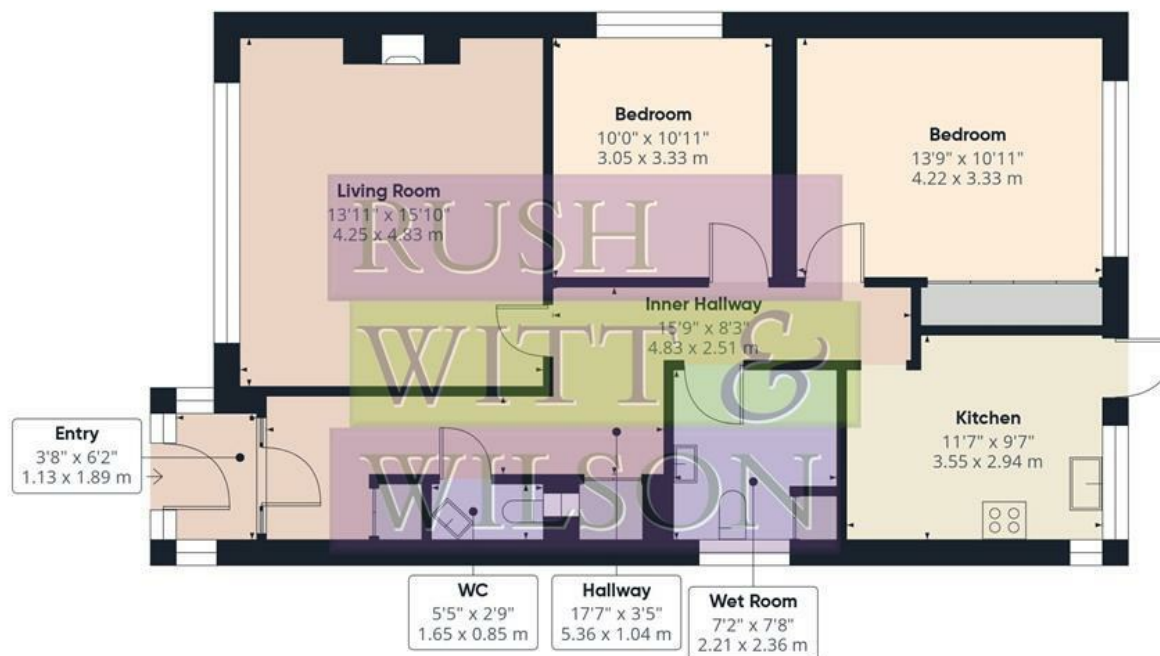 Bedroom
10'0" x 10'11"
3.05 x 3.33 m
Bedroom
13'9" x 10'11"
4.22 x 3.33 m
Living Room
13'11" x 15'10"
4.25 x 4.83 m
RUSH
Inner Hallway
15'9" x 8'3"
4.83 x 2.51 m
WITT &
Kitchen
11'7" x 9'7"
3.55 x 2.94 m
Entry
3'8" x 6'2"
1.13 x 1.89 m
WILSON
WC
5'5" x 2'9"
1.65 x 0.85 m
Hallway
17'7" x 3'5"
5.36 x 1.04 m
Wet Room
7'2" x 7'8"
2.21 x 2.36 m